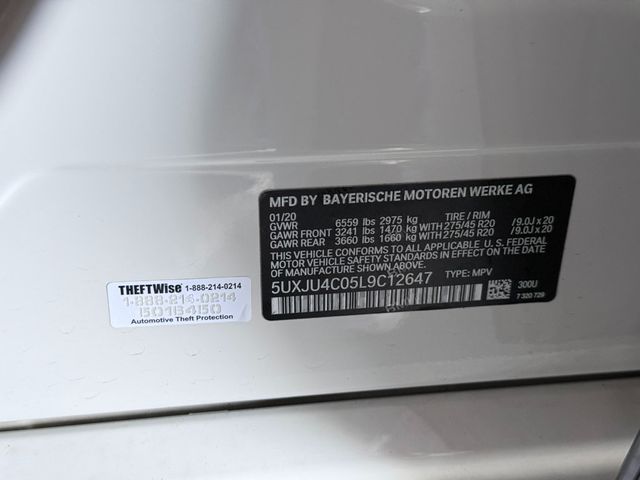 MFD BY BAYERISCHE MOTOREN WERKE AG
01/20
GVWR 6559 lbs 2975 kg TIRE / RIM
GAWR FRONT 3241 lbs 1470 kg 275/45 R20 /9.0J x 20
GAWR REAR 3660 lbs 1660 kg 275/45 R20 /9.0J x 20
THIS VEHICLE CONFORMS TO ALL APPLICABLE U.S. FEDERAL
MOTOR VEHICLE SAFETY STANDARDS IN EFFECT ON THE DATE OF
MANUFACTURE SHOWN ABOVE.
5UXJU4C05L9C12647 TYPE: MPV
300U
7 320 729
THEFTWISE 1-888-214-0214
1-888-214-0214
5018450
Automotive Theft Protection